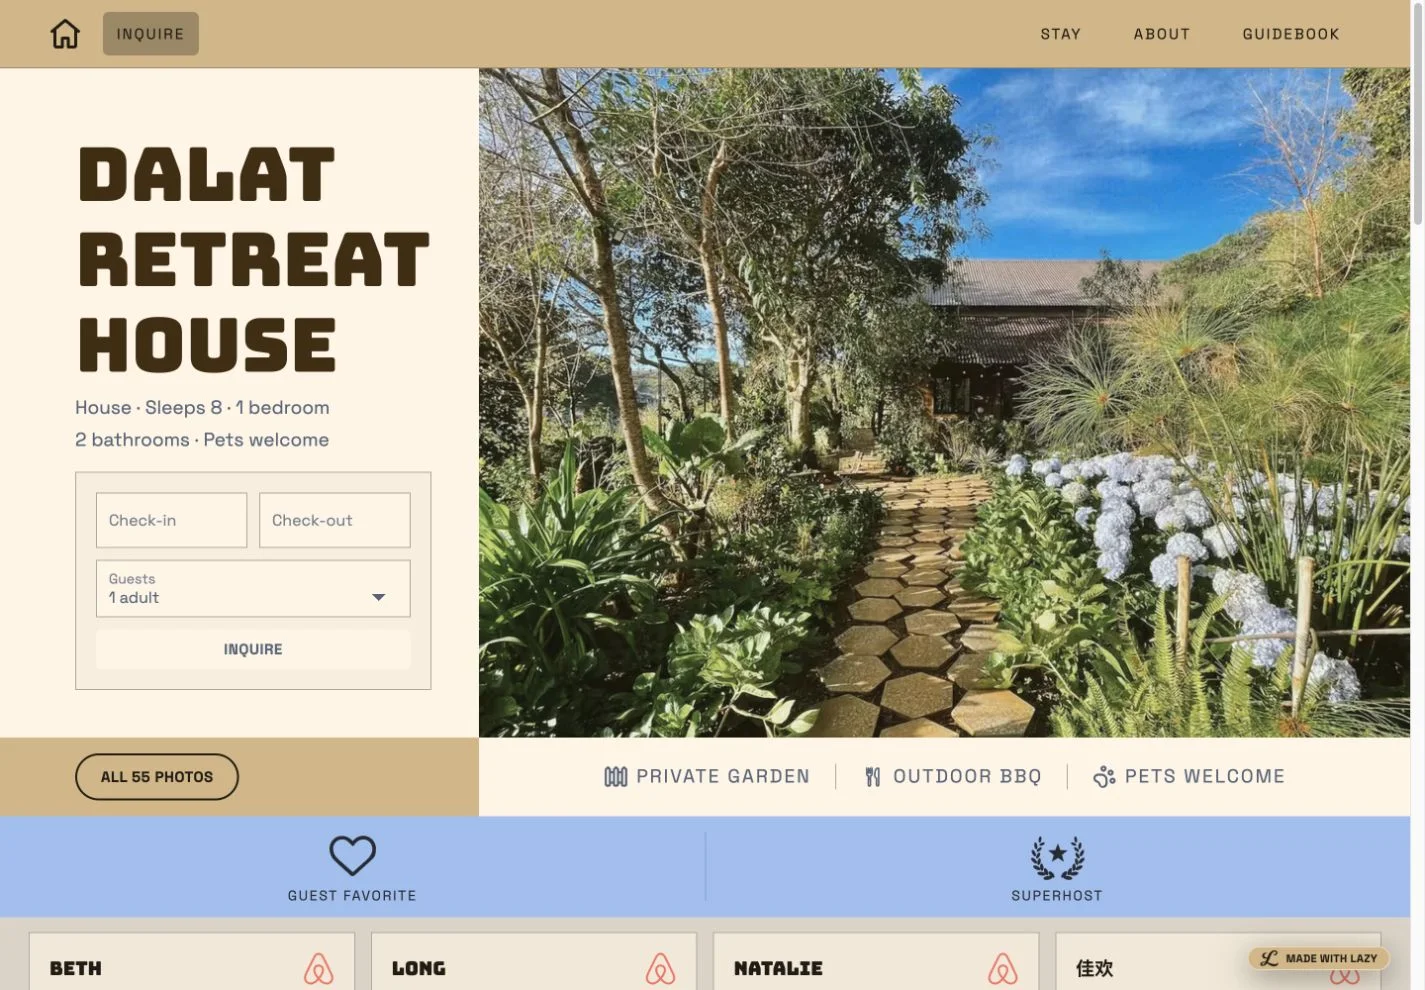 INQUIRE
STAY
ABOUT
GUIDEBOOK
DALAT
RETREAT
HOUSE
House · Sleeps 8 · 1 bedroom
2 bathrooms · Pets welcome
Check-in
Check-out
Guests
1 adult
INQUIRE
ALL 55 PHOTOS
PRIVATE GARDEN
OUTDOOR BBQ
PETS WELCOME
GUEST FAVORITE
SUPERHOST
BETH
LONG
NATALIE
佳欢
MADE WITH LAZY